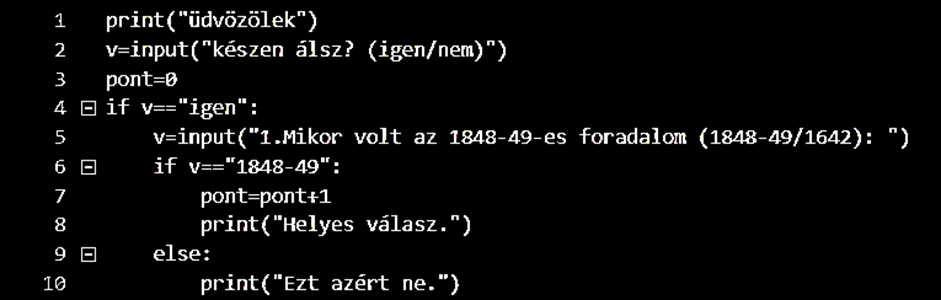 1 print("üdvözölek")
2 v=input("készen álsz? (igen/nem)")
3 pont=0
4 if v=="igen":
5 v=input("1.Mikor volt az 1848-49-es foradalom (1848-49/1642): ")
6 if v=="1848-49":
7 pont=pont+1
8 print("Helyes válasz.")
9 else:
10 print("Ezt azért ne.")